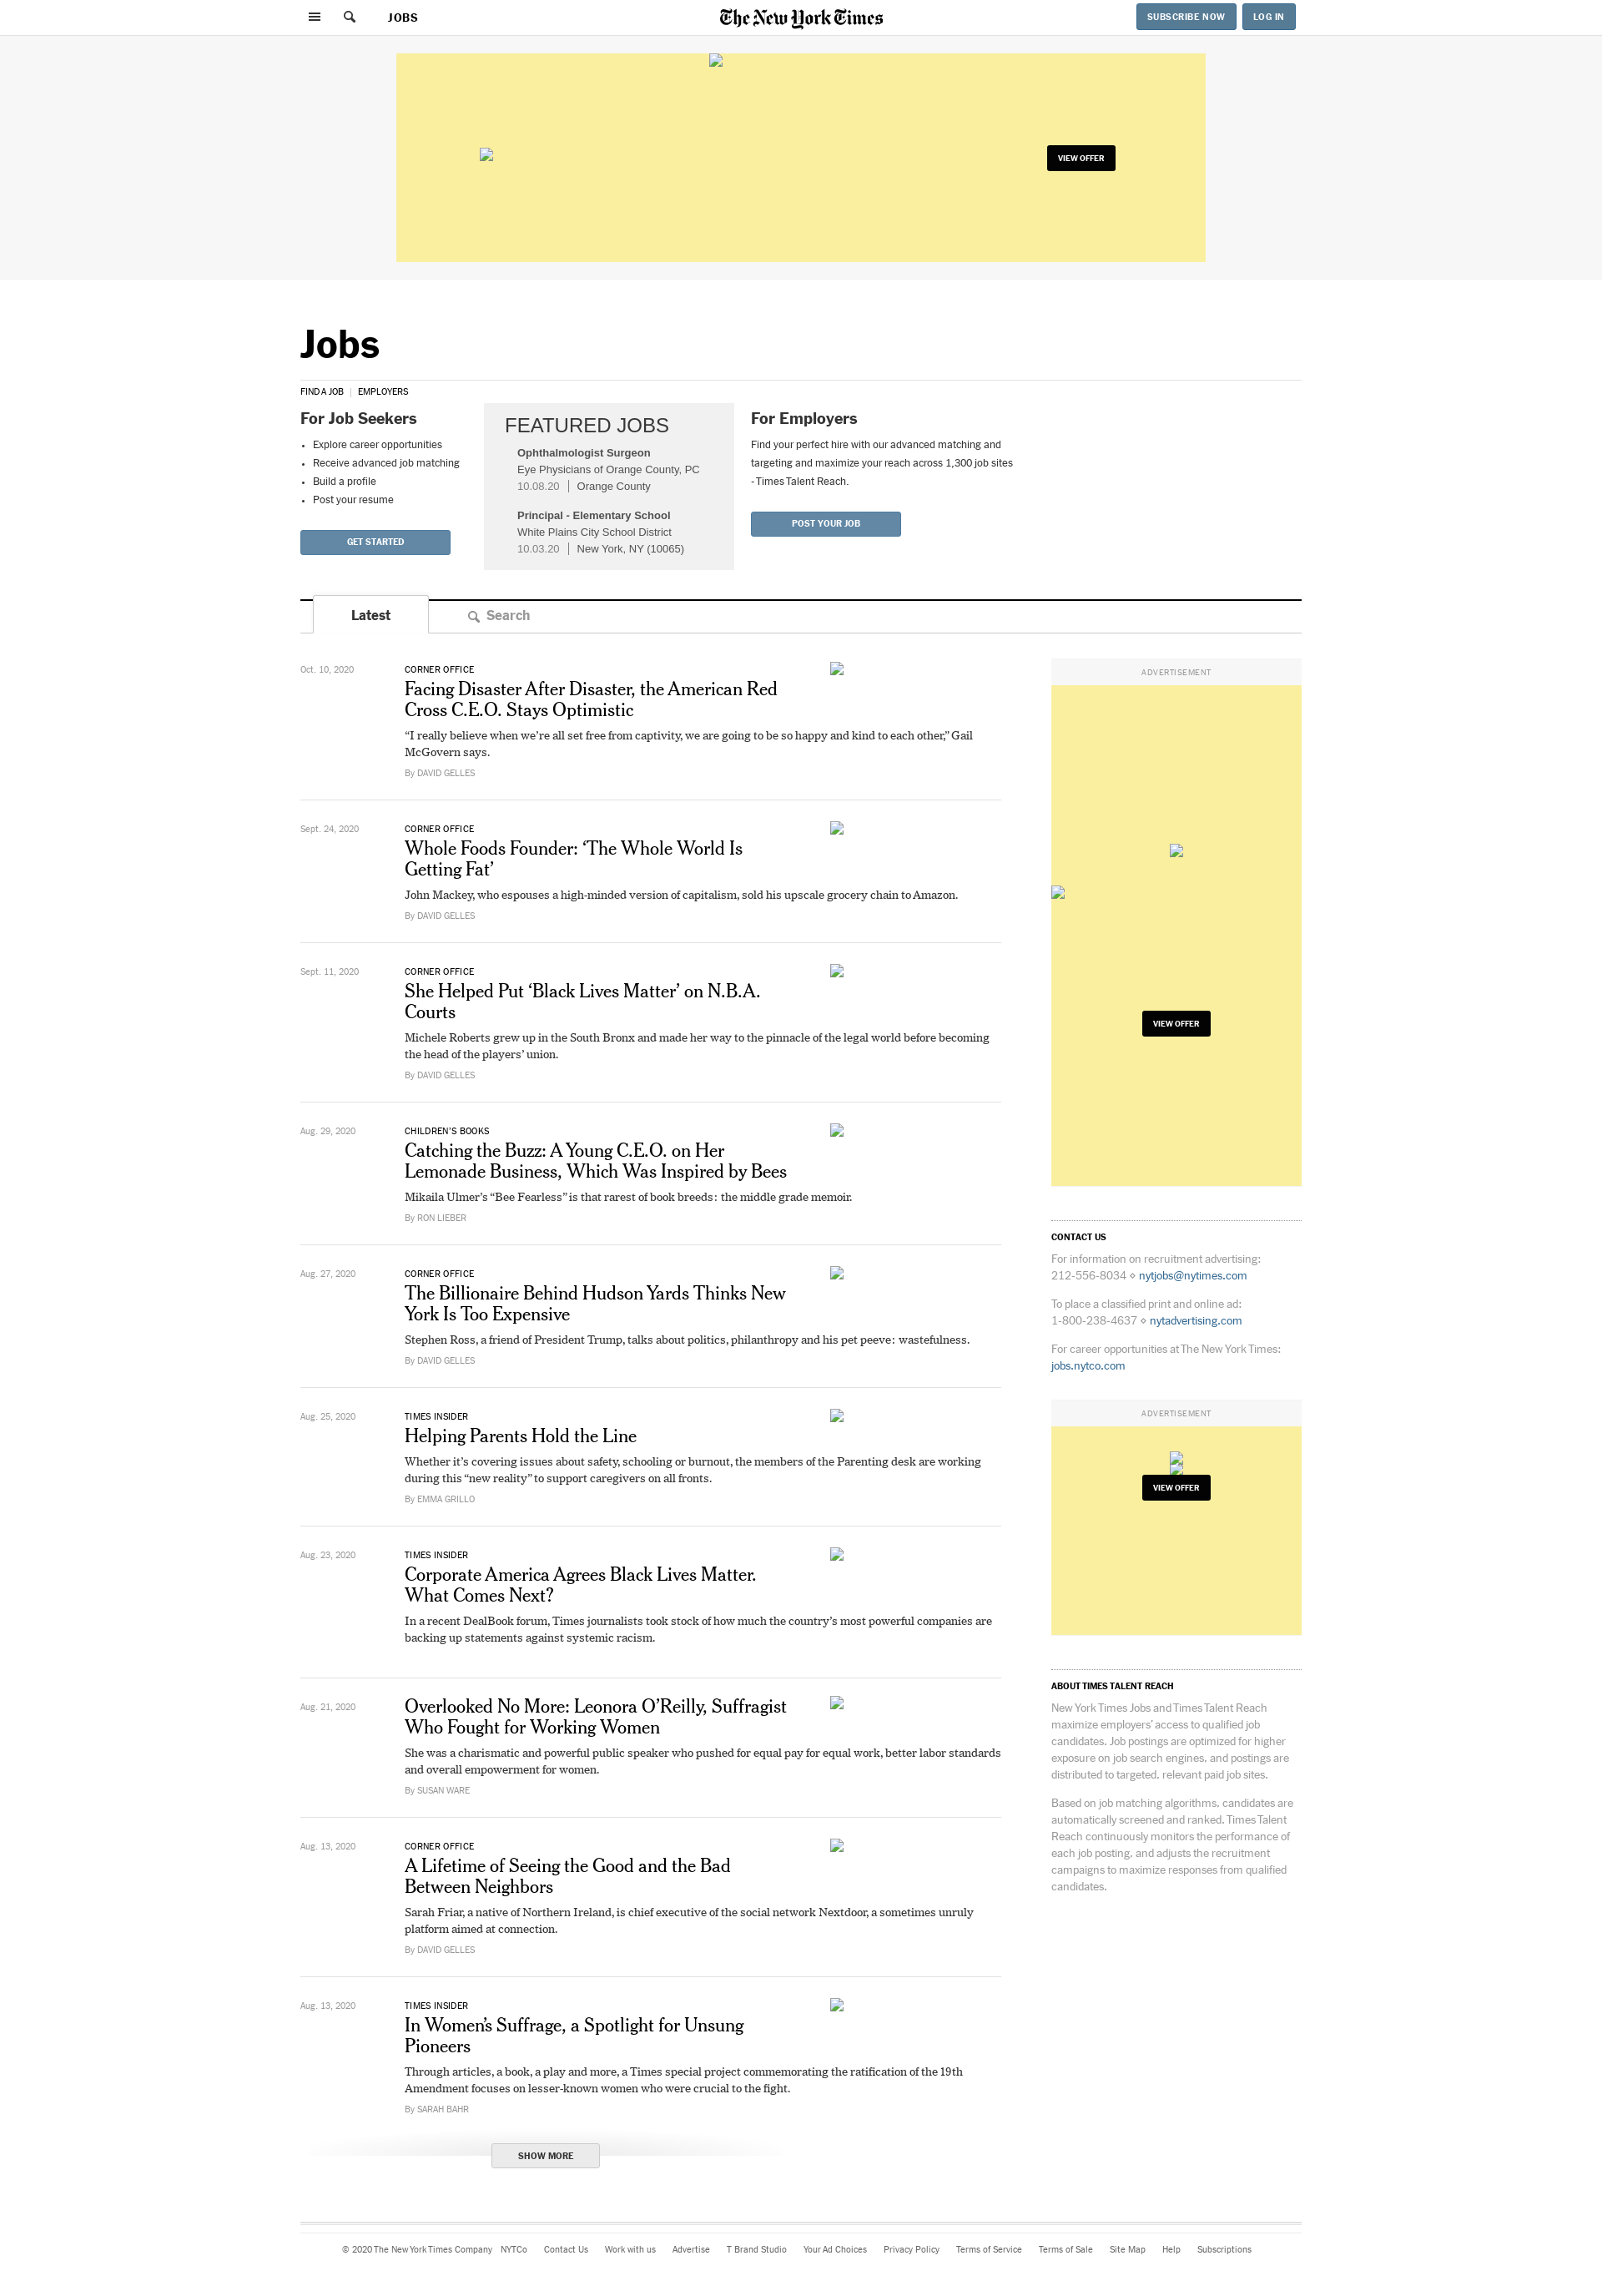 JOBS
The New York Times
SUBSCRIBE NOW
LOG IN
VIEW OFFER
Jobs
FIND A JOB | EMPLOYERS
For Job Seekers
• Explore career opportunities
• Receive advanced job matching
• Build a profile
• Post your resume
GET STARTED
FEATURED JOBS
Ophthalmologist Surgeon
Eye Physicians of Orange County, PC
10.08.20 | Orange County
Principal - Elementary School
White Plains City School District
10.03.20 | New York, NY (10065)
For Employers
Find your perfect hire with our advanced matching and
targeting and maximize your reach across 1,300 job sites
- Times Talent Reach.
POST YOUR JOB
Latest
Search
Oct. 10, 2020
CORNER OFFICE
Facing Disaster After Disaster, the American Red
Cross C.E.O. Stays Optimistic
“I really believe when we’re all set free from captivity, we are going to be so happy and kind to each other,” Gail
McGovern says.
By DAVID GELLES
Sept. 24, 2020
CORNER OFFICE
Whole Foods Founder: ‘The Whole World Is
Getting Fat’
John Mackey, who espouses a high-minded version of capitalism, sold his upscale grocery chain to Amazon.
By DAVID GELLES
Sept. 11, 2020
CORNER OFFICE
She Helped Put ‘Black Lives Matter’ on N.B.A.
Courts
Michele Roberts grew up in the South Bronx and made her way to the pinnacle of the legal world before becoming
the head of the players’ union.
By DAVID GELLES
Aug. 29, 2020
CHILDREN’S BOOKS
Catching the Buzz: A Young C.E.O. on Her
Lemonade Business, Which Was Inspired by Bees
Mikaila Ulmer’s “Bee Fearless” is that rarest of book breeds: the middle grade memoir.
By RON LIEBER
Aug. 27, 2020
CORNER OFFICE
The Billionaire Behind Hudson Yards Thinks New
York Is Too Expensive
Stephen Ross, a friend of President Trump, talks about politics, philanthropy and his pet peeve: wastefulness.
By DAVID GELLES
Aug. 25, 2020
TIMES INSIDER
Helping Parents Hold the Line
Whether it’s covering issues about safety, schooling or burnout, the members of the Parenting desk are working
during this “new reality” to support caregivers on all fronts.
By EMMA GRILLO
Aug. 23, 2020
TIMES INSIDER
Corporate America Agrees Black Lives Matter.
What Comes Next?
In a recent DealBook forum, Times journalists took stock of how much the country’s most powerful companies are
backing up statements against systemic racism.
Aug. 21, 2020
Overlooked No More: Leonora O’Reilly, Suffragist
Who Fought for Working Women
She was a charismatic and powerful public speaker who pushed for equal pay for equal work, better labor standards
and overall empowerment for women.
By SUSAN WARE
Aug. 13, 2020
CORNER OFFICE
A Lifetime of Seeing the Good and the Bad
Between Neighbors
Sarah Friar, a native of Northern Ireland, is chief executive of the social network Nextdoor, a sometimes unruly
platform aimed at connection.
By DAVID GELLES
Aug. 13, 2020
TIMES INSIDER
In Women’s Suffrage, a Spotlight for Unsung
Pioneers
Through articles, a book, a play and more, a Times special project commemorating the ratification of the 19th
Amendment focuses on lesser-known women who were crucial to the fight.
By SARAH BAHR
SHOW MORE
ADVERTISEMENT
VIEW OFFER
CONTACT US
For information on recruitment advertising:
212-556-8034 ⋄ nytjobs@nytimes.com
To place a classified print and online ad:
1-800-238-4637 ⋄ nytadvertising.com
For career opportunities at The New York Times:
jobs.nytco.com
ADVERTISEMENT
VIEW OFFER
ABOUT TIMES TALENT REACH
New York Times Jobs and Times Talent Reach
maximize employers’ access to qualified job
candidates. Job postings are optimized for higher
exposure on job search engines, and postings are
distributed to targeted, relevant paid job sites.
Based on job matching algorithms, candidates are
automatically screened and ranked. Times Talent
Reach continuously monitors the performance of
each job posting, and adjusts the recruitment
campaigns to maximize responses from qualified
candidates.
© 2020 The New York Times Company NYTCo Contact Us Work with us Advertise T Brand Studio Your Ad Choices Privacy Policy Terms of Service Terms of Sale Site Map Help Subscriptions